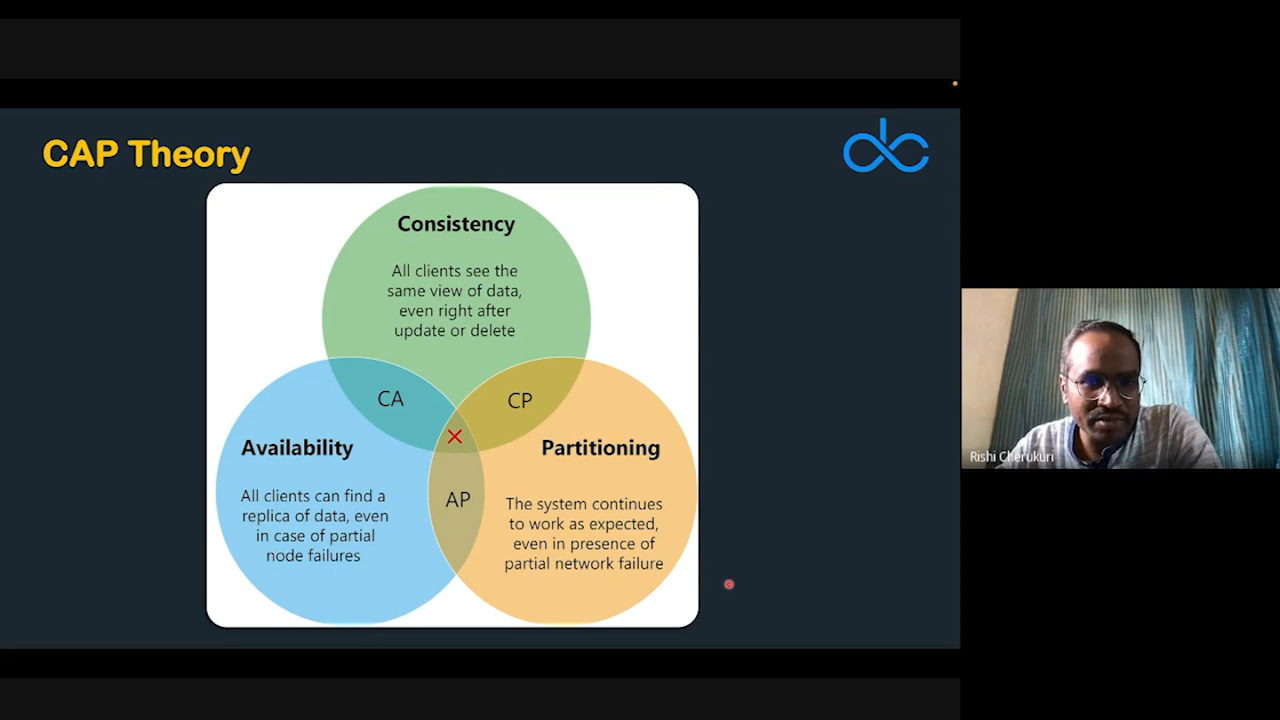 CAP Theory
Consistency
All clients see the
same view of data,
even right after
update or delete
CA
CP
Availability
All clients can find a
replica of data, even
in case of partial
node failures
AP
Partitioning
The system continues
to work as expected,
even in presence of
partial network failure
Rishi Cherukuri